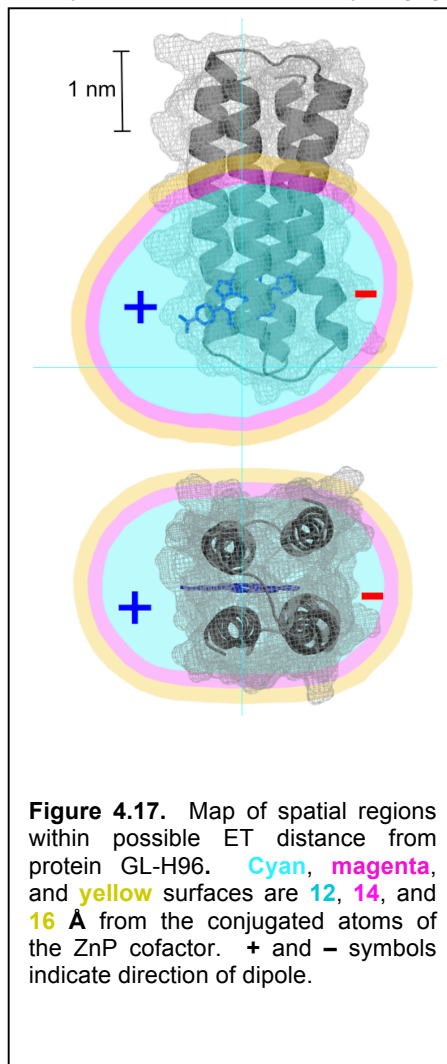 1 nm
+ −
+ −
Figure 4.17. Map of spatial regions
within possible ET distance from
protein GL-H96. Cyan, magenta,
and yellow surfaces are 12, 14, and
16 Å from the conjugated atoms of
the ZnP cofactor. + and – symbols
indicate direction of dipole.